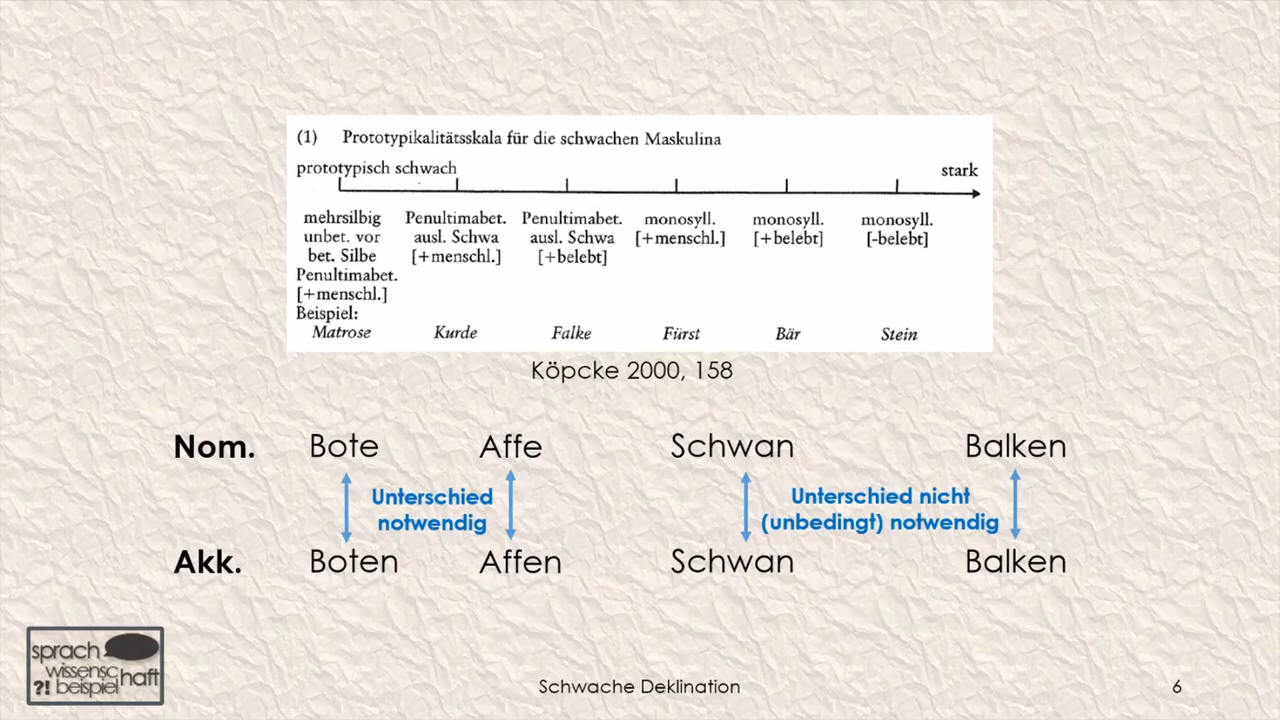 (1) Prototypikalitätsskala für die schwachen Maskulina
prototypisch schwach stark
mehrsilbig Penultimabet. Penultimabet. monosyll. monosyll. monosyll.
unbet. vor ausl. Schwa ausl. Schwa [+menschl.] [+belebt] [-belebt]
bet. Silbe [+menschl.] [+belebt]
Penultimabet.
[+menschl.]
Beispiel:
Matrose Kurde Falke Fürst Bär Stein
Köpcke 2000, 158
Nom. Bote Affe Schwan Balken
Unterschied Unterschied nicht
notwendig (unbedingt) notwendig
Akk. Boten Affen Schwan Balken
sprach
wissensc
haft
?! beispiel
Schwache Deklination 6